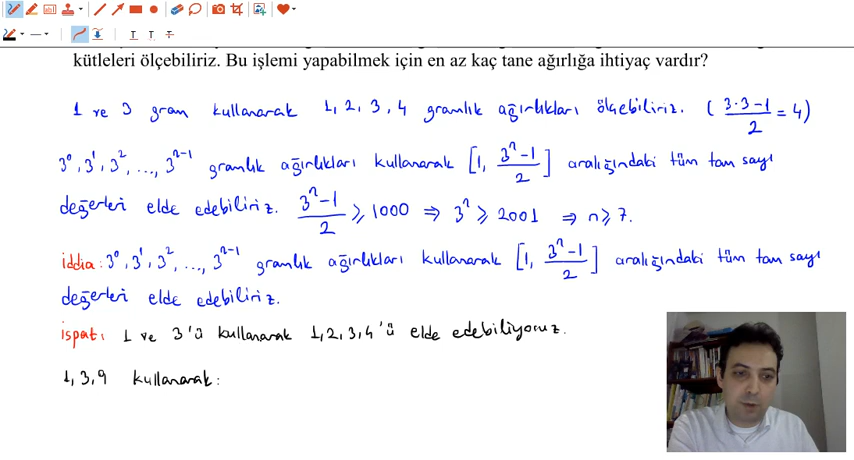 kütleleri ölçebiliriz. Bu işlemi yapabilmek için en az kaç tane ağırlığa ihtiyaç vardır?
1 ve 3 gram kullanarak 1, 2, 3, 4 gramlık ağırlıkları ölçebiliriz. ( (3·3−1)/2 = 4 )
3⁰, 3¹, 3², ..., 3ⁿ⁻¹ gramlık ağırlıkları kullanarak [1, (3ⁿ−1)/2] aralığındaki tüm tam sayı
değerleri elde edebiliriz. (3ⁿ−1)/2 ⩾ 1000 ⇒ 3ⁿ ⩾ 2001 ⇒ n ⩾ 7.
iddia: 3⁰, 3¹, 3², ..., 3ⁿ⁻¹ gramlık ağırlıkları kullanarak [1, (3ⁿ−1)/2] aralığındaki tüm tam sayı
değerleri elde edebiliriz.
ispat: 1 ve 3'ü kullanarak 1,2,3,4'ü elde edebiliyoruz.
1,3,9 kullanarak: